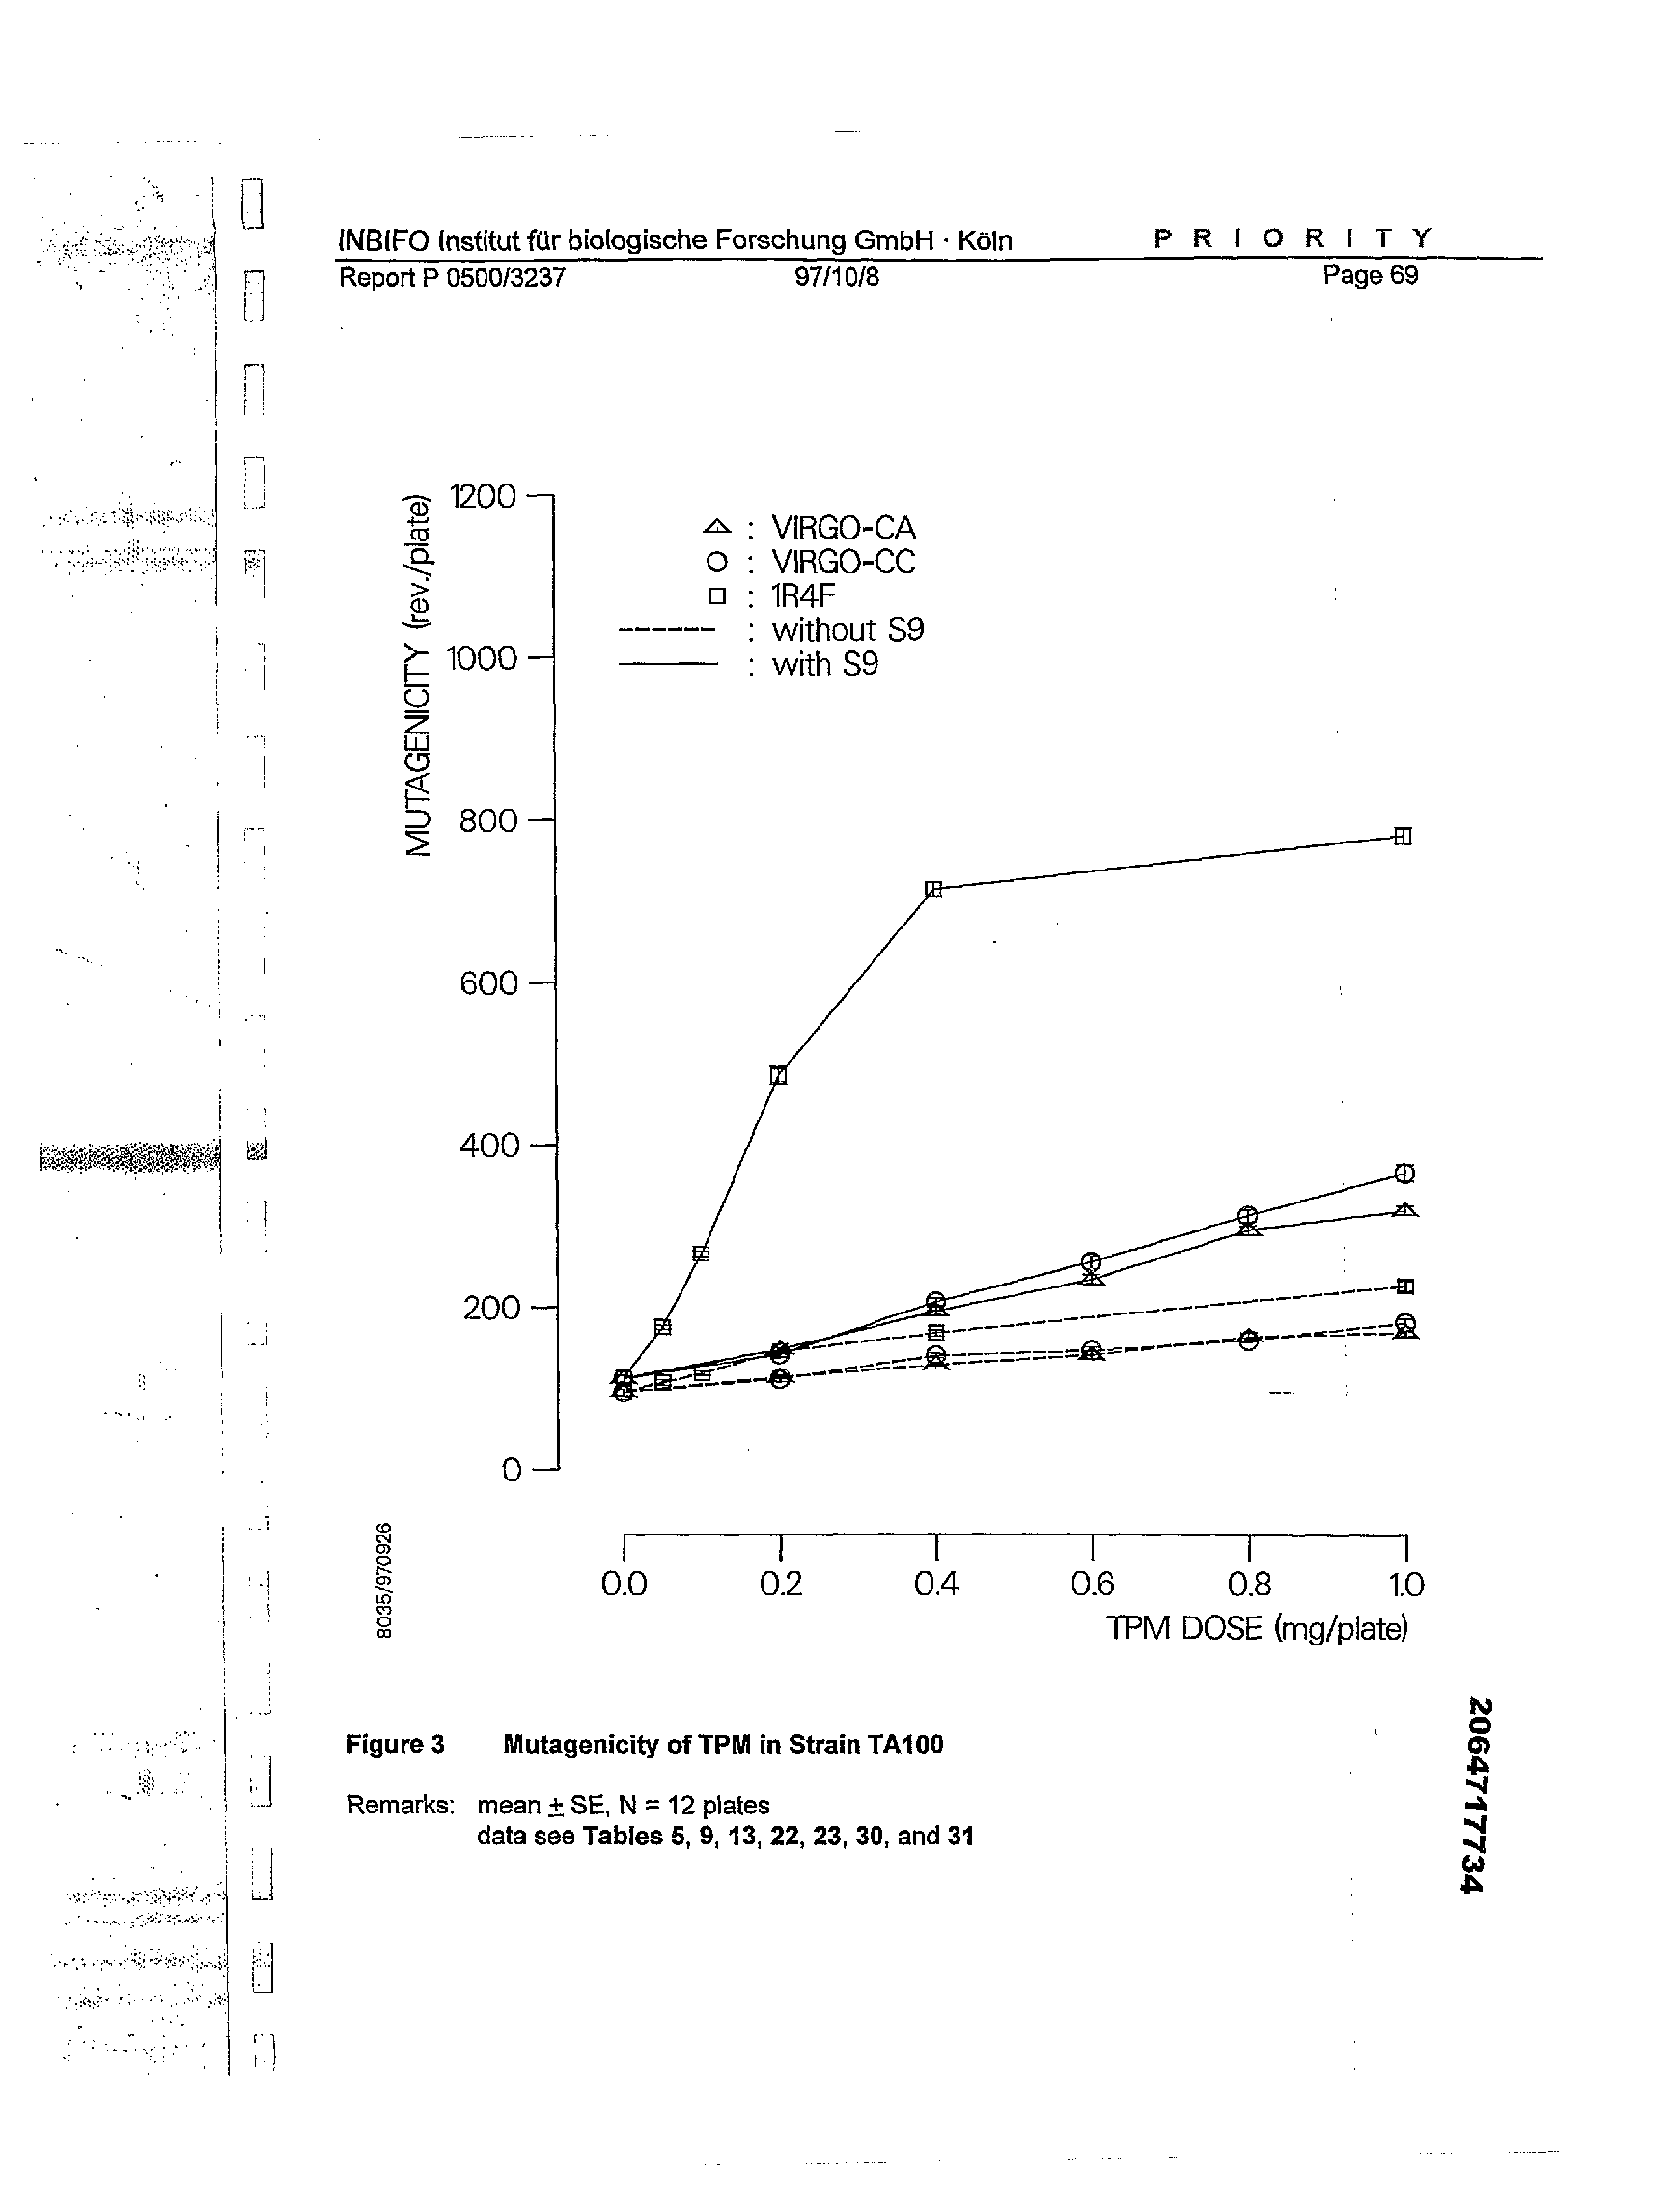 INBIFO Institut für biologische Forschung GmbH · Köln PRIORITY
Report P 0500/3237 97/10/8 Page 69
MUTAGENICITY (rev./plate)
1200
1000
800
600
400
200
0
: VIRGO-CA
: VIRGO-CC
: 1R4F
: without S9
: with S9
0.0 0.2 0.4 0.6 0.8 1.0
TPM DOSE (mg/plate)
8035/970926
Figure 3 Mutagenicity of TPM in Strain TA100
Remarks: mean ± SE, N = 12 plates
data see Tables 5, 9, 13, 22, 23, 30, and 31
2064717734